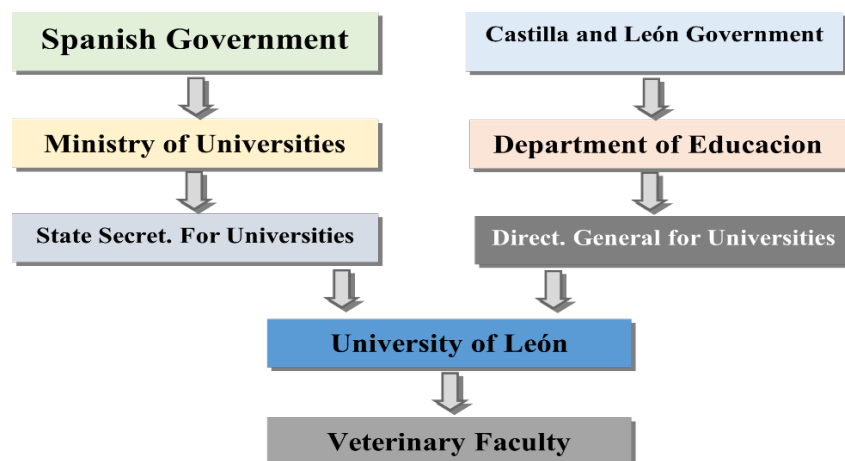 Spanish Government
Castilla and León Government
Ministry of Universities
Department of Educacion
State Secret. For Universities
Direct. General for Universities
University of León
Veterinary Faculty